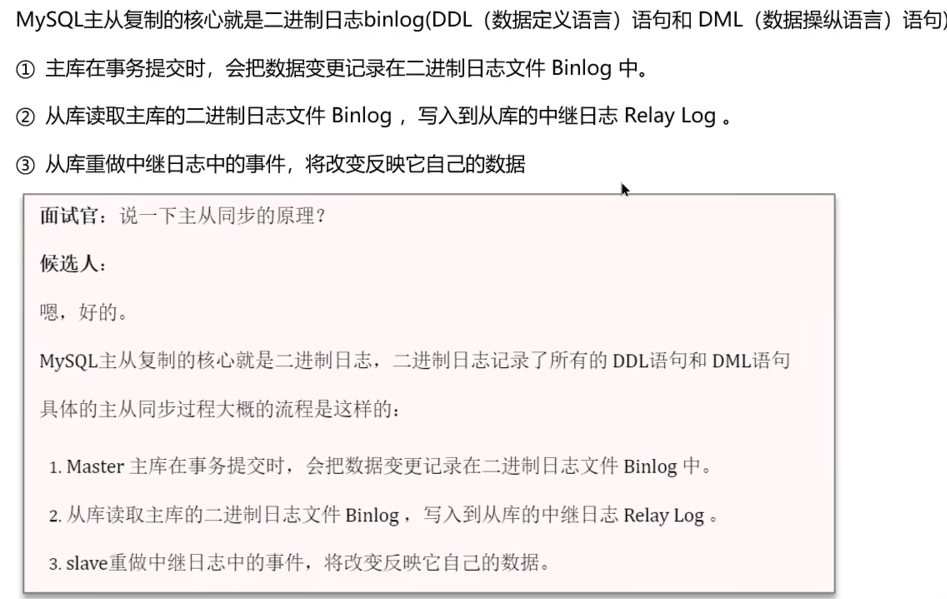 MySQL主从复制的核心就是二进制日志binlog(DDL（数据定义语言）语句和 DML（数据操纵语言）语句)
① 主库在事务提交时，会把数据变更记录在二进制日志文件 Binlog 中。
② 从库读取主库的二进制日志文件 Binlog ，写入到从库的中继日志 Relay Log 。
③ 从库重做中继日志中的事件，将改变反映它自己的数据
面试官：说一下主从同步的原理？
候选人：
嗯，好的。
MySQL主从复制的核心就是二进制日志，二进制日志记录了所有的 DDL语句和 DML语句
具体的主从同步过程大概的流程是这样的：
1. Master 主库在事务提交时，会把数据变更记录在二进制日志文件 Binlog 中。
2. 从库读取主库的二进制日志文件 Binlog ，写入到从库的中继日志 Relay Log 。
3. slave重做中继日志中的事件，将改变反映它自己的数据。